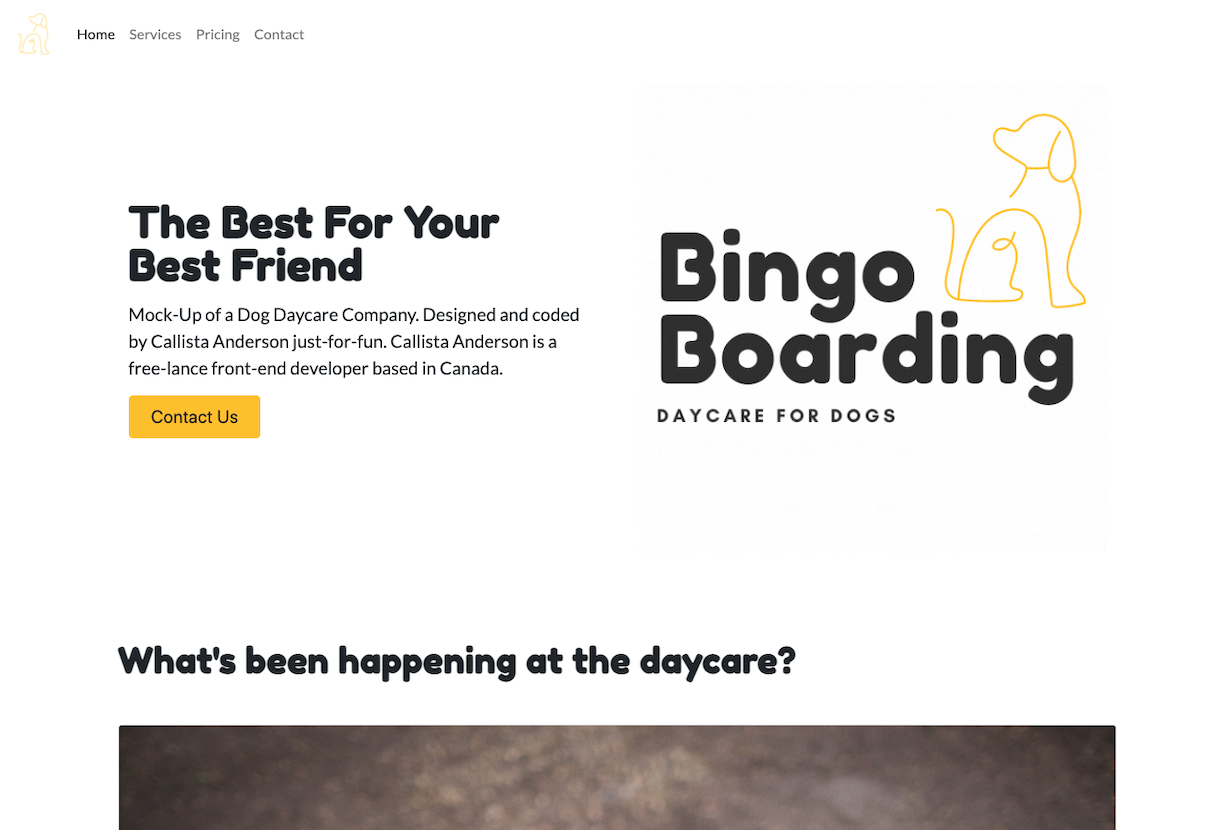 Home Services Pricing Contact
The Best For Your
Best Friend
Mock-Up of a Dog Daycare Company. Designed and coded
by Callista Anderson just-for-fun. Callista Anderson is a
free-lance front-end developer based in Canada.
Contact Us
Bingo
Boarding
DAYCARE FOR DOGS
What's been happening at the daycare?